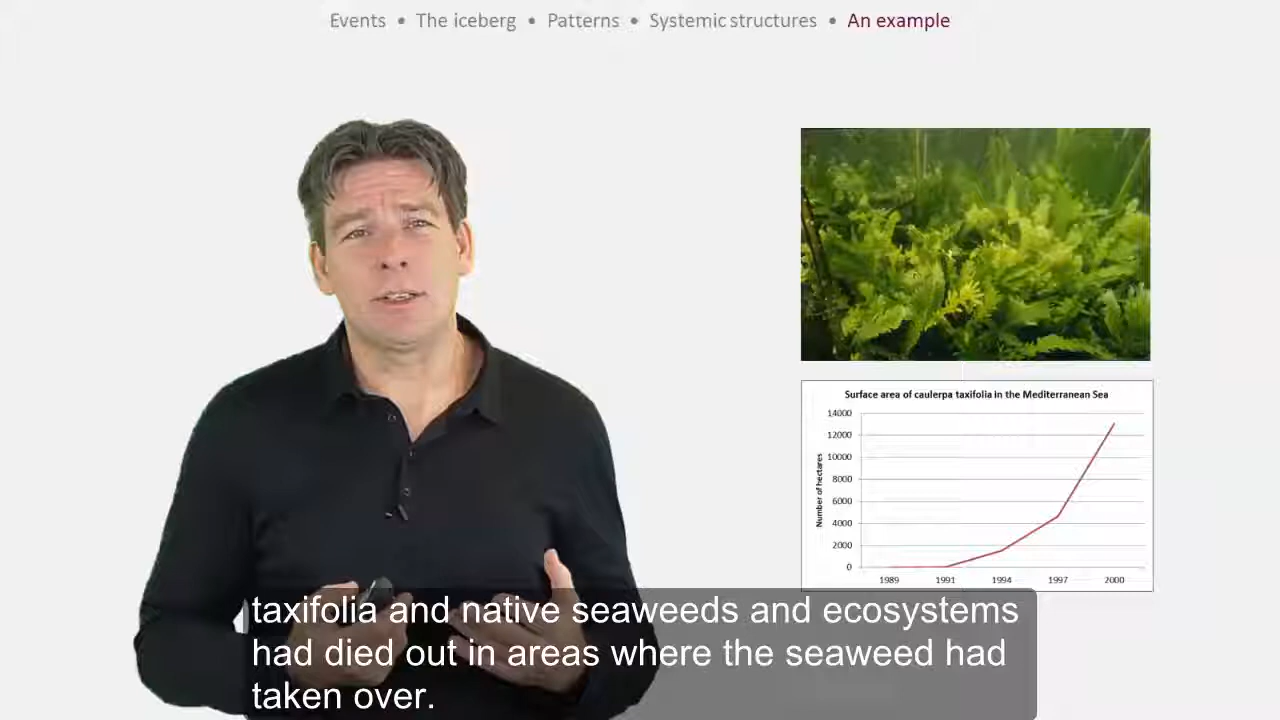 Events • The iceberg • Patterns • Systemic structures • An example
Surface area of caulerpa taxifolia in the Mediterranean Sea
Number of hectares
14000
12000
10000
8000
6000
4000
2000
0
1989 1991 1994 1997 2000
taxifolia and native seaweeds and ecosystems
had died out in areas where the seaweed had
taken over.